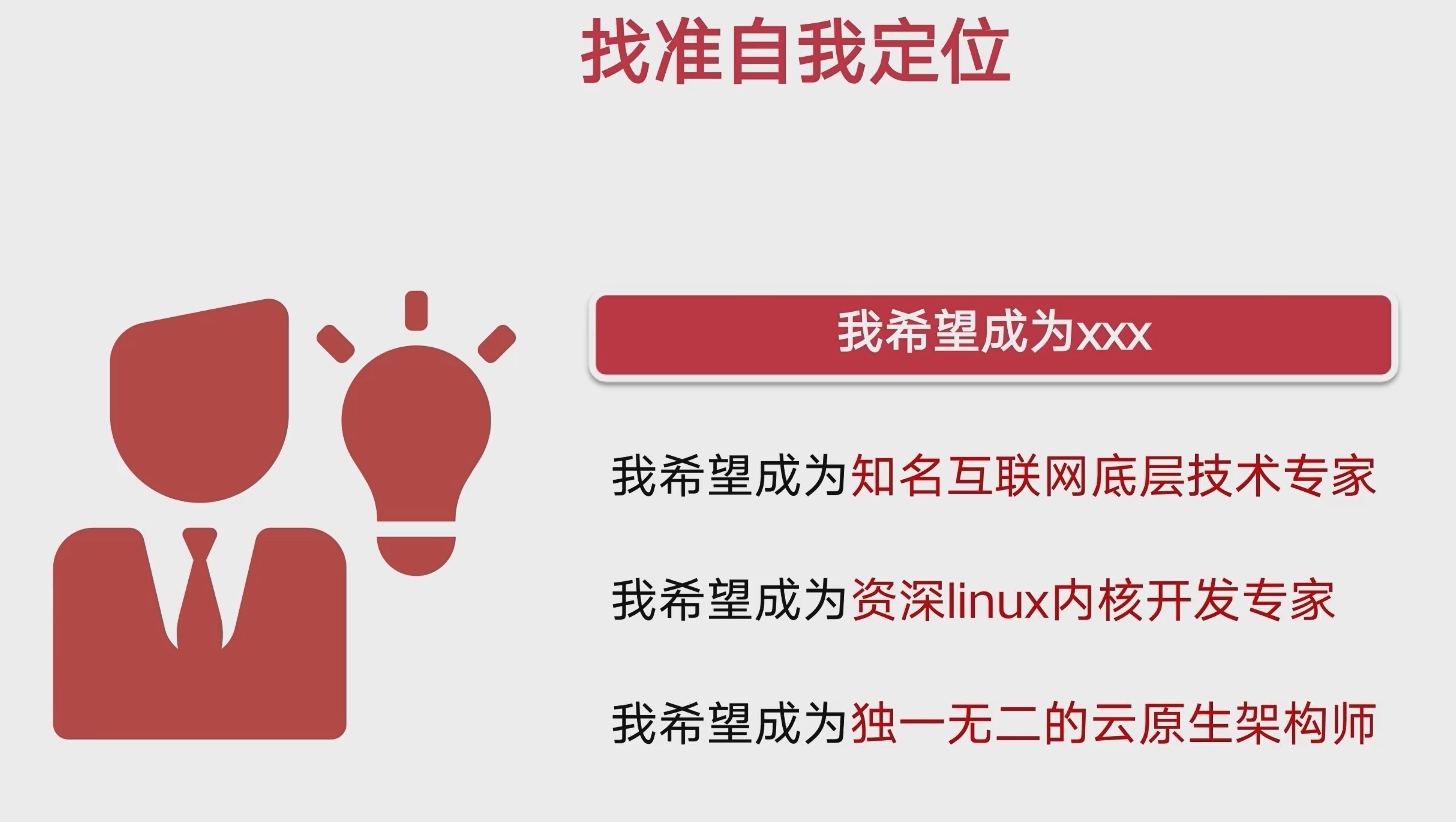 找准自我定位
我希望成为xxx
我希望成为知名互联网底层技术专家
我希望成为资深linux内核开发专家
我希望成为独一无二的云原生架构师